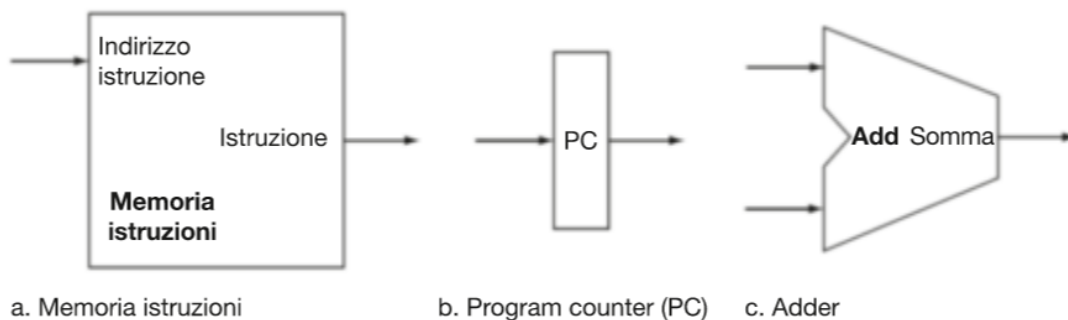 Indirizzo
istruzione
Istruzione
Memoria
istruzioni
PC
Add Somma
a. Memoria istruzioni
b. Program counter (PC)
c. Adder